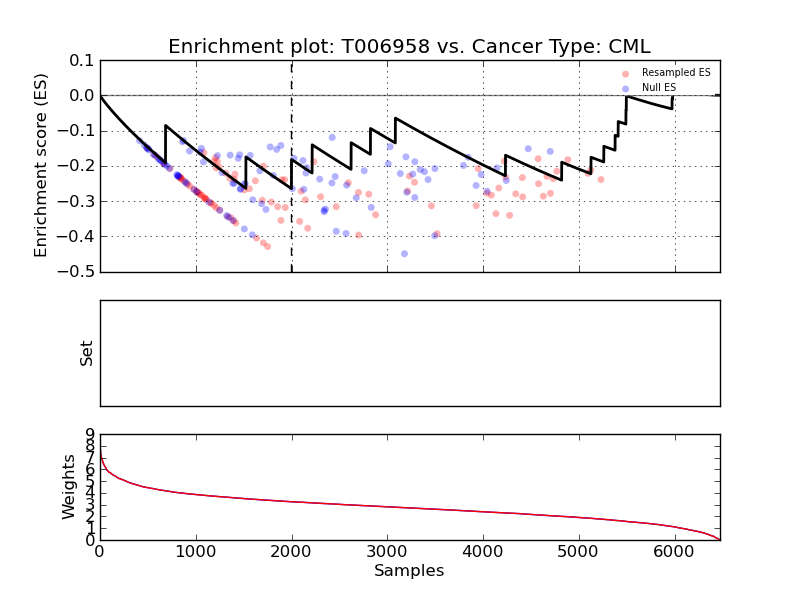 Enrichment plot: T006958 vs. Cancer Type: CML
0.1
0.0
−0.1
−0.2
−0.3
−0.4
−0.5
Enrichment score (ES)
Resampled ES
Null ES
Set
9
8
7
6
5
4
3
2
1
0
Weights
0 1000 2000 3000 4000 5000 6000
Samples